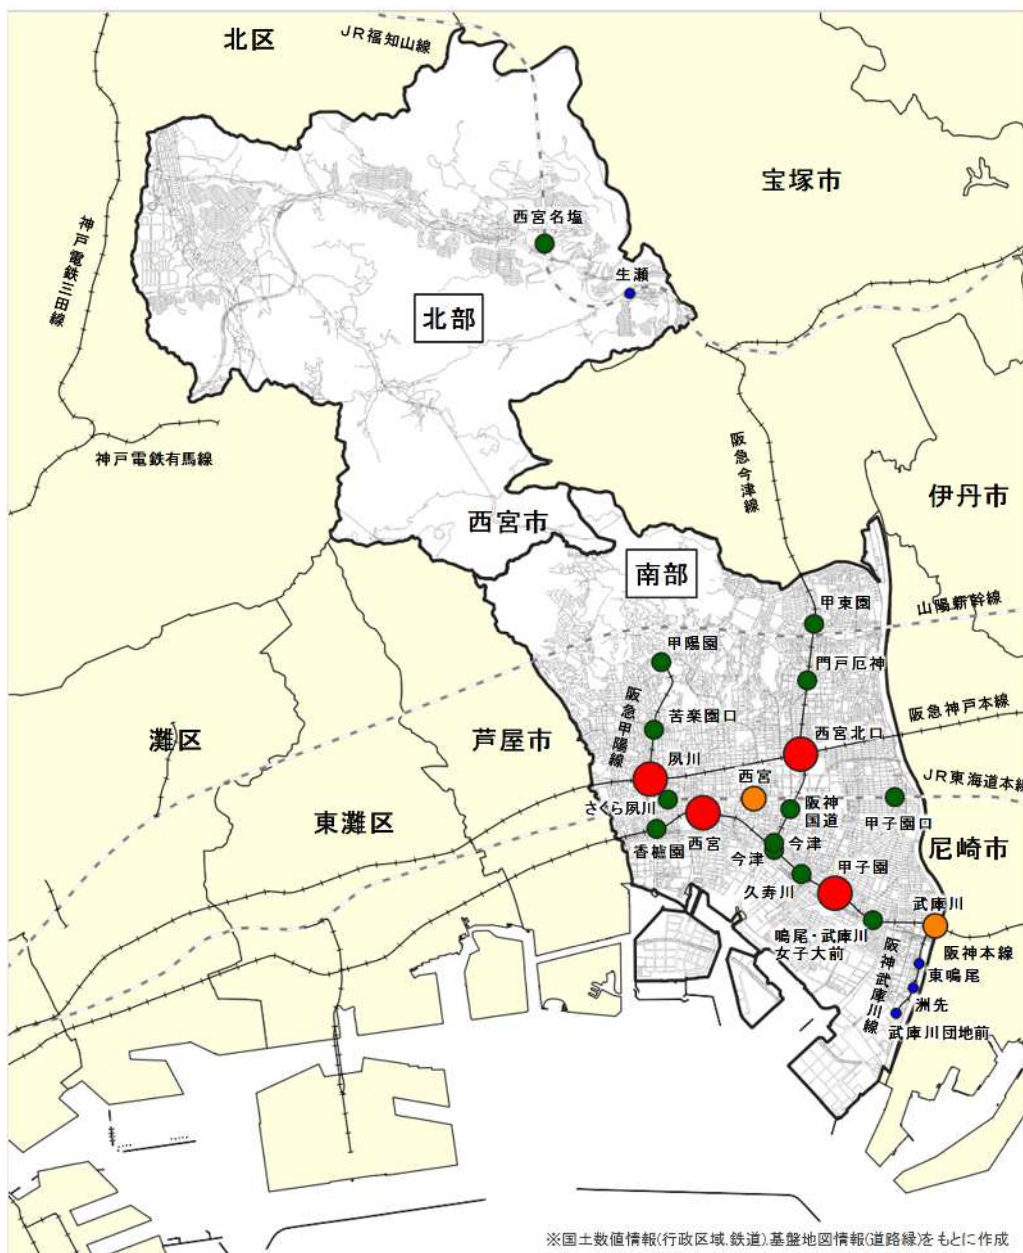 北区
JR福知山線
宝塚市
神戸電鉄三田線
西宮名塩
生瀬
北部
神戸電鉄有馬線
阪急今津線
伊丹市
西宮市
南部
甲東園
山陽新幹線
甲陽園
門戸厄神
阪急神戸本線
阪急甲陽線
苦楽園口
西宮北口
灘区
芦屋市
夙川
西宮
JR東海道本線
さくら夙川
阪神
国道
甲子園口
東灘区
香櫨園
西宮
今津
今津
甲子園
尼崎市
久寿川
武庫川
鳴尾・武庫川
女子大前
阪神武庫川線
阪神本線
東鳴尾
洲先
武庫川団地前
※国土数値情報(行政区域,鉄道),基盤地図情報(道路縁)をもとに作成